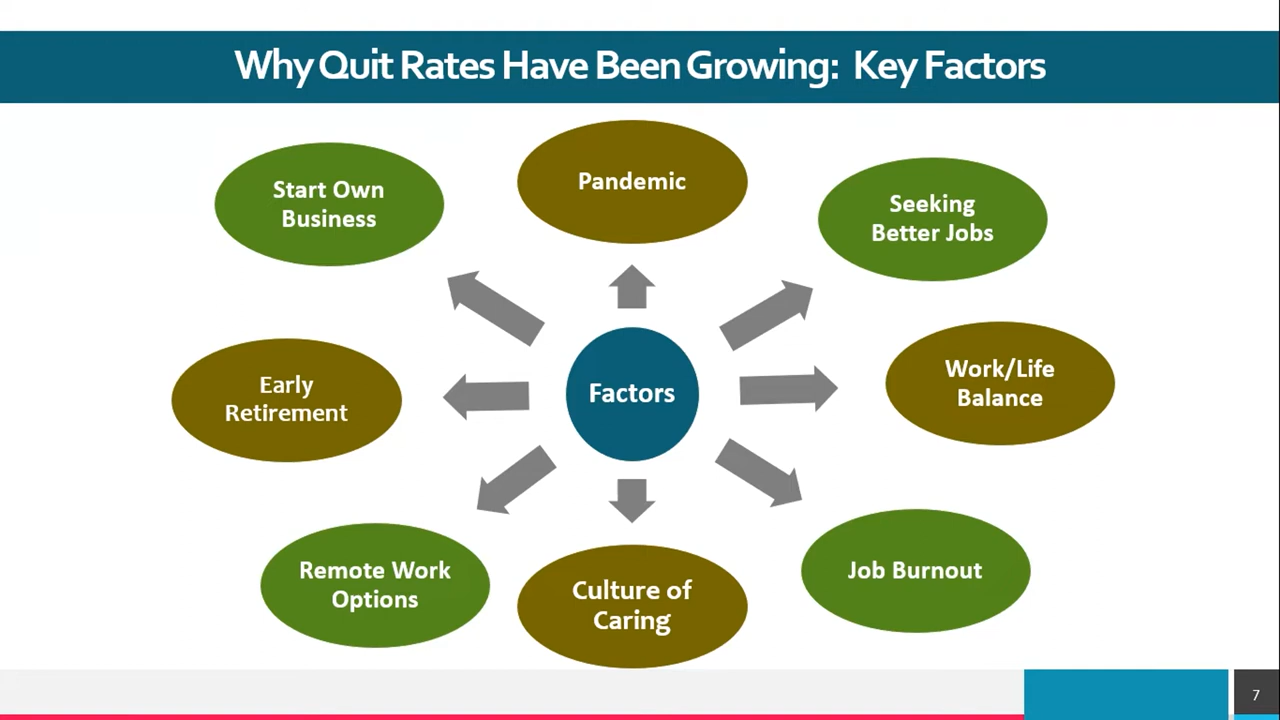 Why Quit Rates Have Been Growing: Key Factors
Pandemic
Start Own
Business
Seeking
Better Jobs
Early
Retirement
Factors
Work/Life
Balance
Remote Work
Options
Culture of
Caring
Job Burnout
7